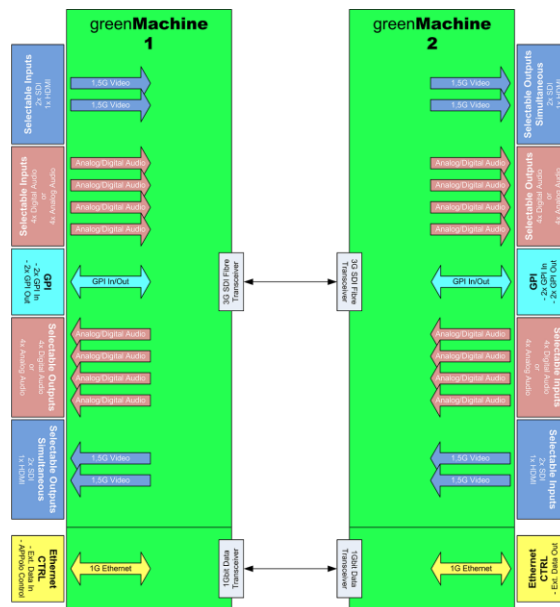 greenMachine
1
greenMachine
2
Selectable Inputs
2x SDI
1x HDMI
1,5G Video
1,5G Video
1,5G Video
1,5G Video
Selectable Outputs
Simultaneous
2x SDI
1x HDMI
Selectable Inputs
4x Digital Audio
or
4x Analog Audio
Analog/Digital Audio
Analog/Digital Audio
Analog/Digital Audio
Analog/Digital Audio
Analog/Digital Audio
Analog/Digital Audio
Analog/Digital Audio
Analog/Digital Audio
Selectable Outputs
4x Digital Audio
or
4x Analog Audio
GPI
- 2x GPI In
- 2x GPI Out
GPI In/Out
3G SDI Fibre
Transceiver
3G SDI Fibre
Transceiver
GPI In/Out
GPI
- 2x GPI In
- 2x GPI Out
Selectable Outputs
4x Digital Audio
or
4x Analog Audio
Analog/Digital Audio
Analog/Digital Audio
Analog/Digital Audio
Analog/Digital Audio
Analog/Digital Audio
Analog/Digital Audio
Analog/Digital Audio
Analog/Digital Audio
Selectable Inputs
4x Digital Audio
or
4x Analog Audio
Selectable Outputs
Simultaneous
2x SDI
1x HDMI
1,5G Video
1,5G Video
1,5G Video
1,5G Video
Selectable Inputs
2x SDI
1x HDMI
Ethernet
CTRL
- Ext. Data In
- APPolo Control
1G Ethernet
1Gbit Data
Transceiver
1Gbit Data
Transceiver
1G Ethernet
Ethernet
CTRL
- Ext. Data Out